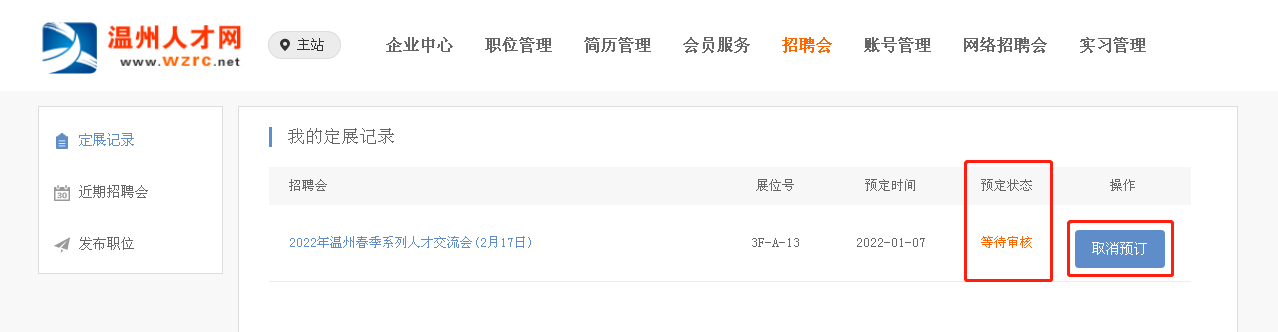 温州人才网
www.wzrc.net
主站
企业中心 职位管理 简历管理 会员服务 招聘会 账号管理 网络招聘会 实习管理
定展记录
30 近期招聘会
发布职位
我的定展记录
招聘会 展位号 预定时间 预定状态 操作
2022年温州春季系列人才交流会(2月17日) 3F-A-13 2022-01-07 等待审核 取消预订